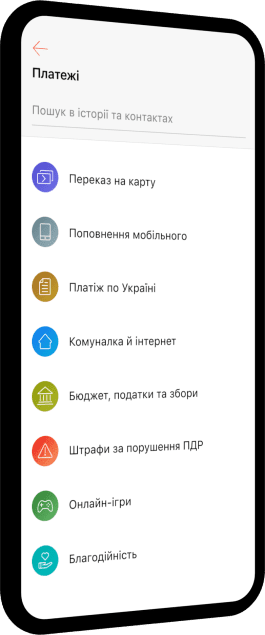 Платежі
Пошук в історії та контактах
Переказ на карту
Поповнення мобільного
Платіж по Україні
Комуналка й інтернет
Бюджет, податки та збори
Штрафи за порушення ПДР
Онлайн-ігри
Благодійність